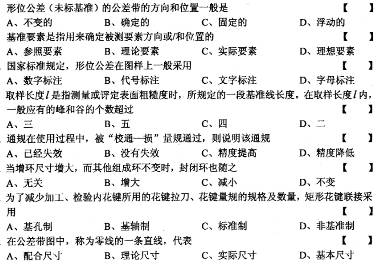 形位公差(未标基准)的公差带的方向和位置一般是 【 】
A、不变的 B、确定的 C、固定的 D、浮动的
基准要素是指用来确定被测要素方向或/和位置的 【 】
A、参照要素 B、理论要素 C、实际要素 D、理想要素
国家标准规定，形位公差在图样上一般采用 【 】
A、数字标注 B、代号标注 C、文字标注 D、字母标注
取样长度l是指测量或评定表面粗糙度时，所规定的一段基准线长度，在取样长度l内，
一般应有的峰和谷的个数超过 【 】
A、三 B、五 C、四 D、二
通规在使用过程中，被“校通—损”量规通过，则说明该通规 【 】
A、已经失效 B、没有失效 C、精度提高 D、精度降低
当增环尺寸增大，而其他组成环不变时，封闭环也随之 【 】
A、无关 B、增大 C、减小 D、不变
为了减少加工、检验内花键所用的花键拉刀、花键量规的规格及数量，矩形花键联接采
用 【 】
A、基孔制 B、基轴制 C、标准制 D、非基准制
在公差带图中，称为零线的一条直线，代表 【 】
A、配合尺寸 B、理论尺寸 C、实际尺寸 D、基本尺寸